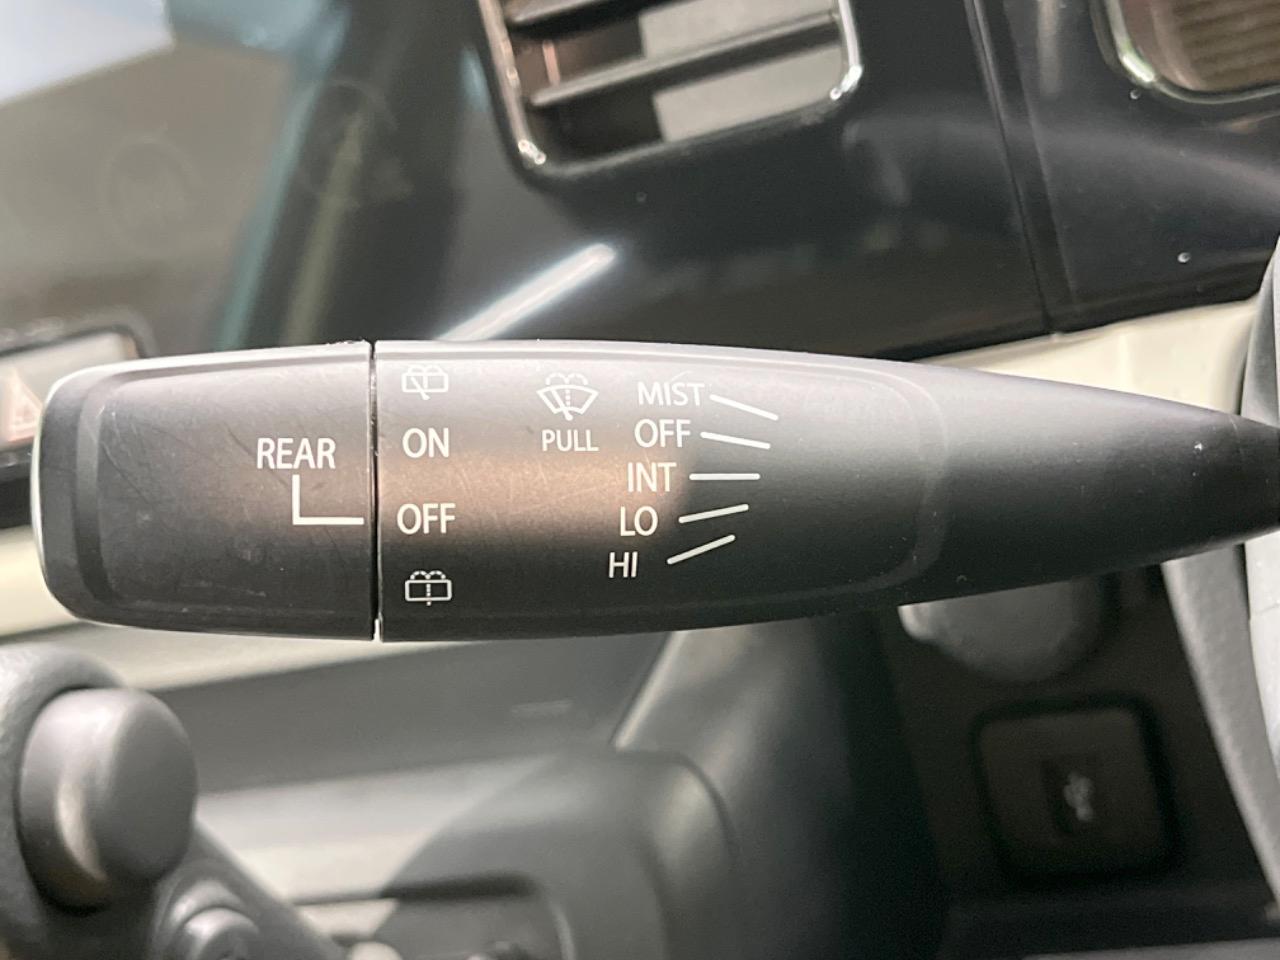 REAR
ON
OFF
PULL
MIST
OFF
INT
LO
HI